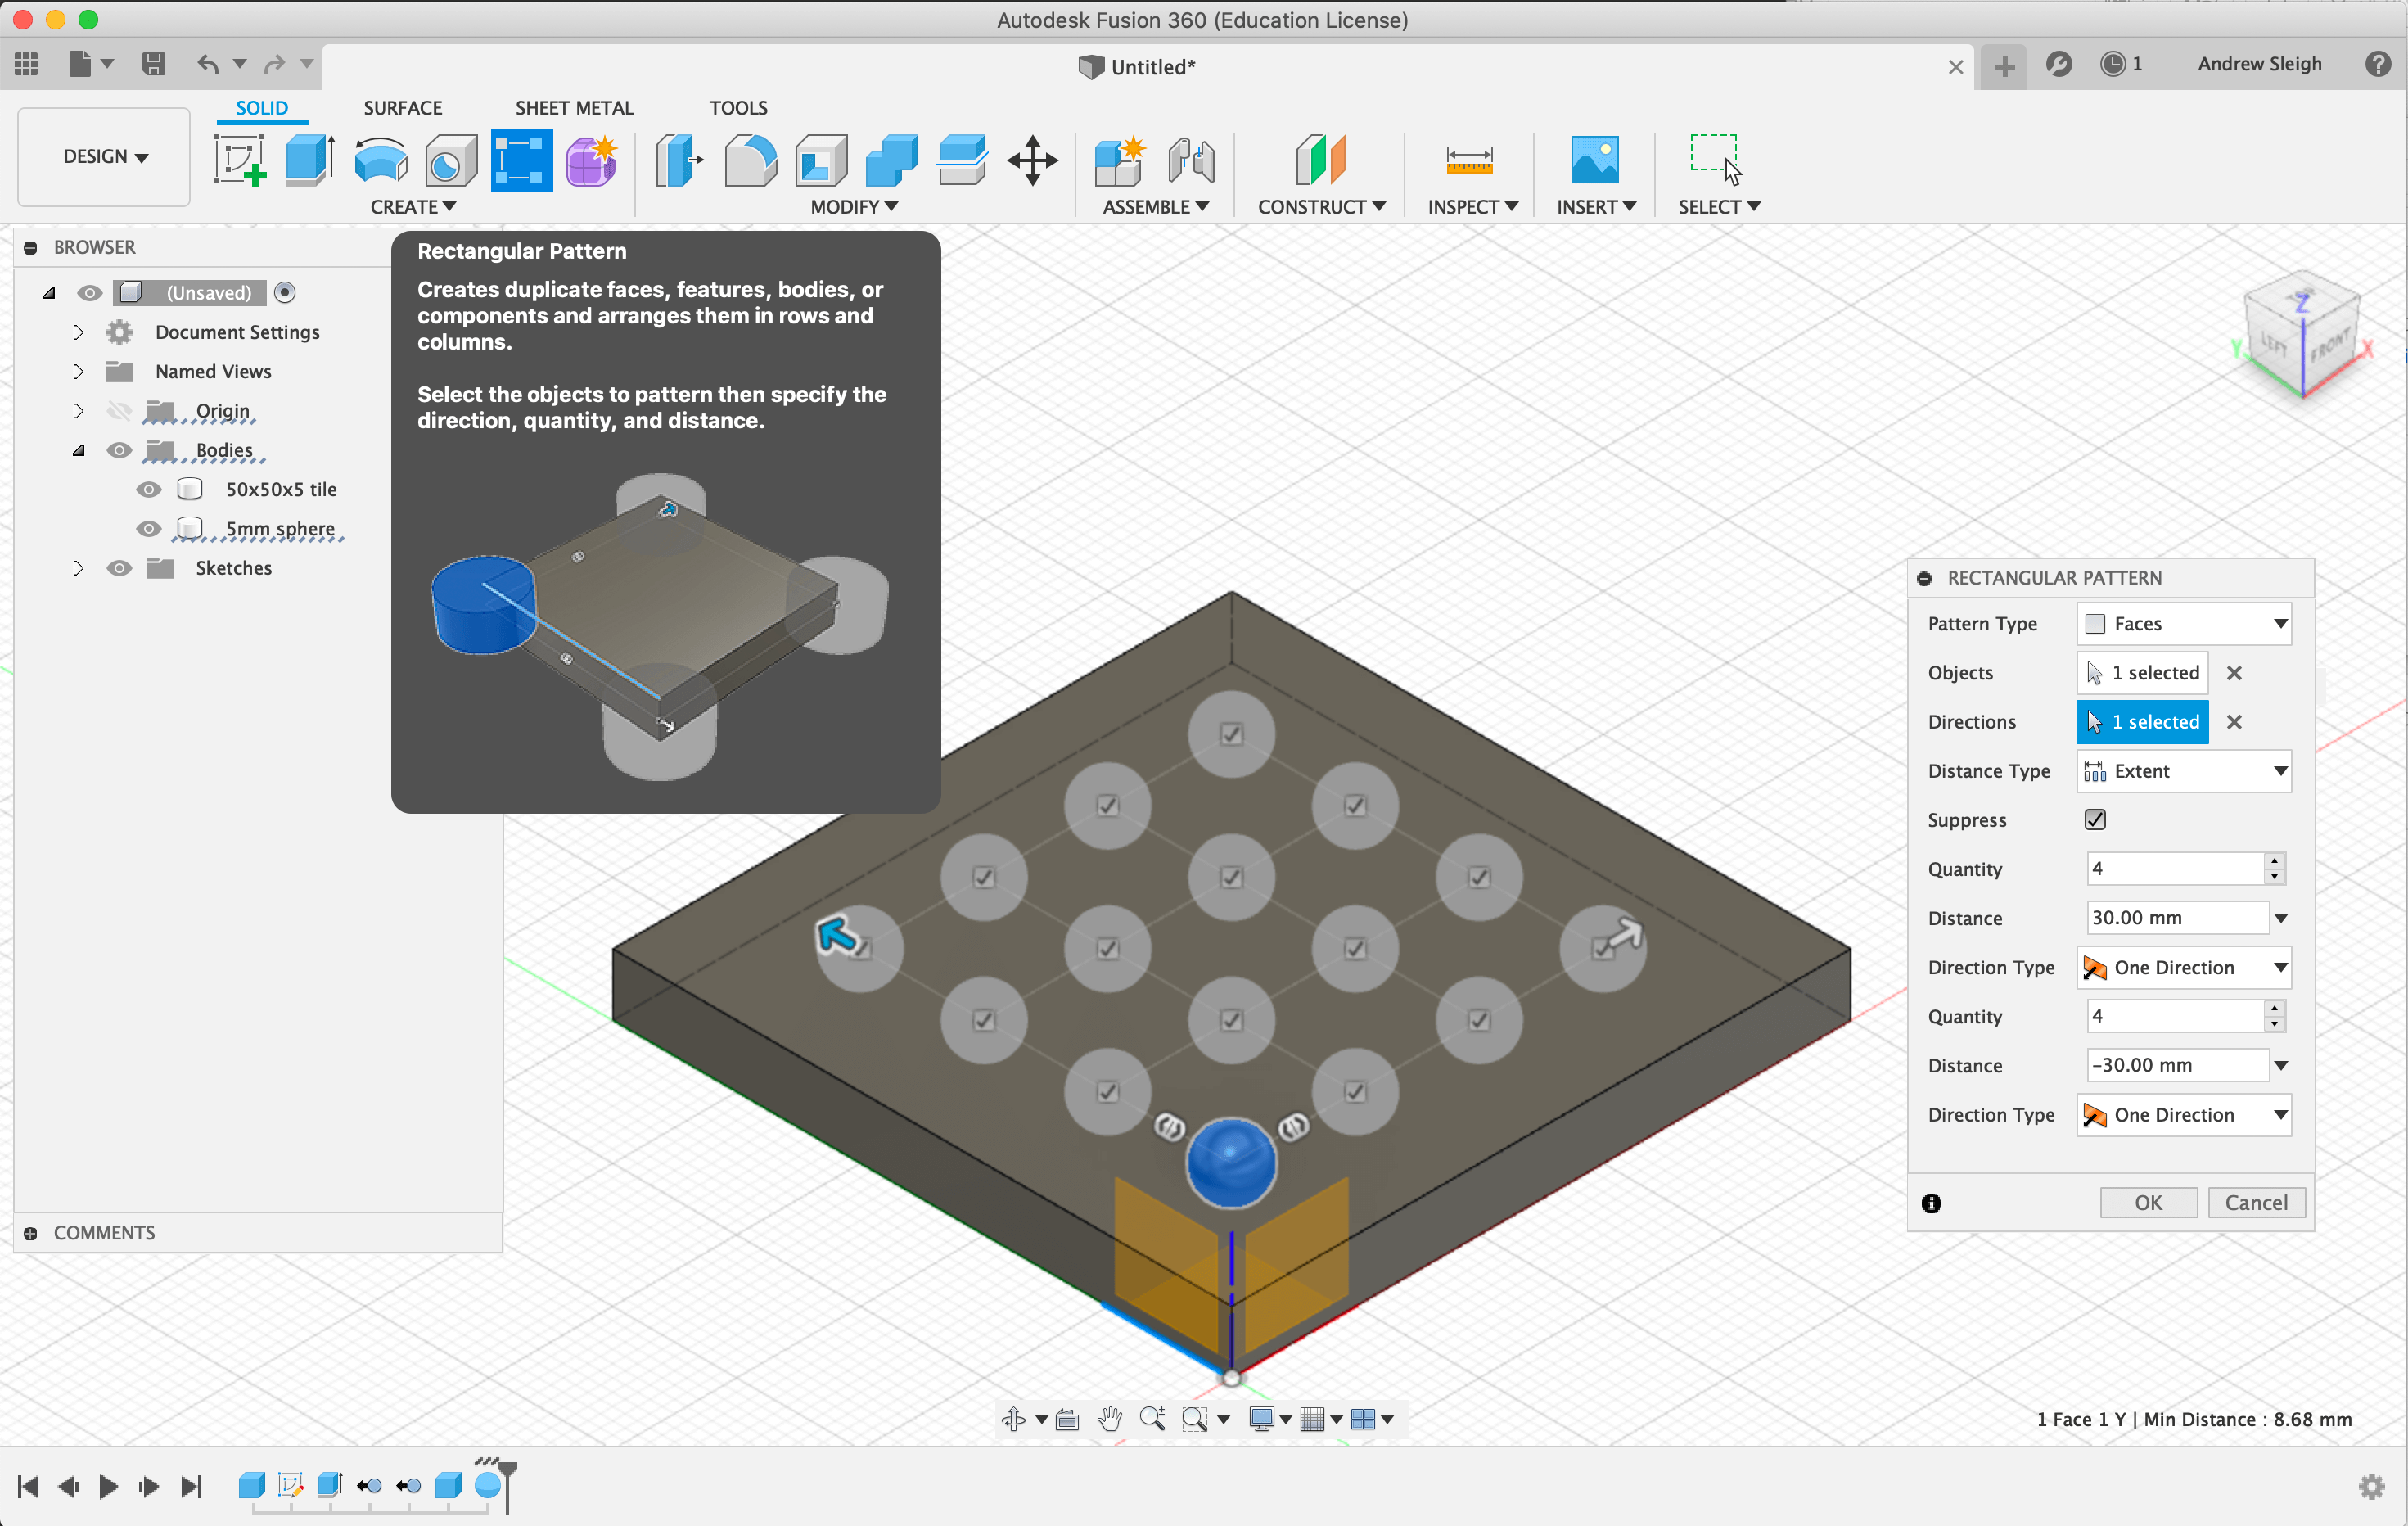 Autodesk Fusion 360 (Education License)
Untitled*
1
Andrew Sleigh
SOLID
SURFACE
SHEET METAL
TOOLS
DESIGN
CREATE
MODIFY
ASSEMBLE
CONSTRUCT
INSPECT
INSERT
SELECT
BROWSER
(Unsaved)
Document Settings
Named Views
Origin
Bodies
50x50x5 tile
5mm sphere
Sketches
COMMENTS
Rectangular Pattern
Creates duplicate faces, features, bodies, or
components and arranges them in rows and
columns.
Select the objects to pattern then specify the
direction, quantity, and distance.
Z
Y
X
LEFT
FRONT
RECTANGULAR PATTERN
Pattern Type Faces
Objects 1 selected
Directions 1 selected
Distance Type Extent
Suppress
Quantity 4
Distance 30.00 mm
Direction Type One Direction
Quantity 4
Distance -30.00 mm
Direction Type One Direction
OK Cancel
1 Face 1 Y | Min Distance : 8.68 mm